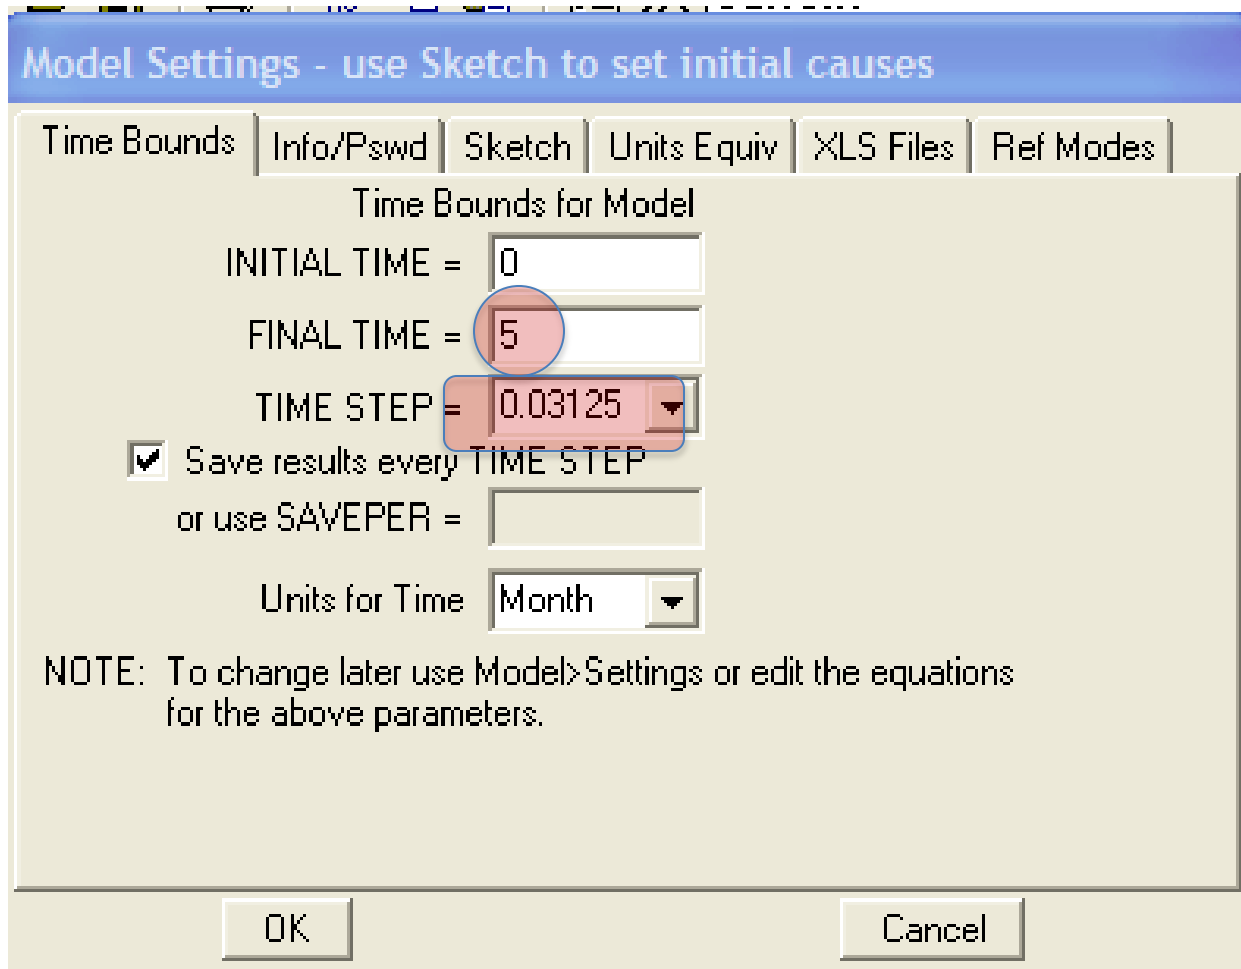 Model Settings - use Sketch to set initial causes
Time Bounds Info/Pswd Sketch Units Equiv XLS Files Ref Modes
Time Bounds for Model
INITIAL TIME = 0
FINAL TIME = 5
TIME STEP = 0.03125
Save results every TIME STEP
or use SAVEPER =
Units for Time Month
NOTE: To change later use Model>Settings or edit the equations
for the above parameters.
OK Cancel